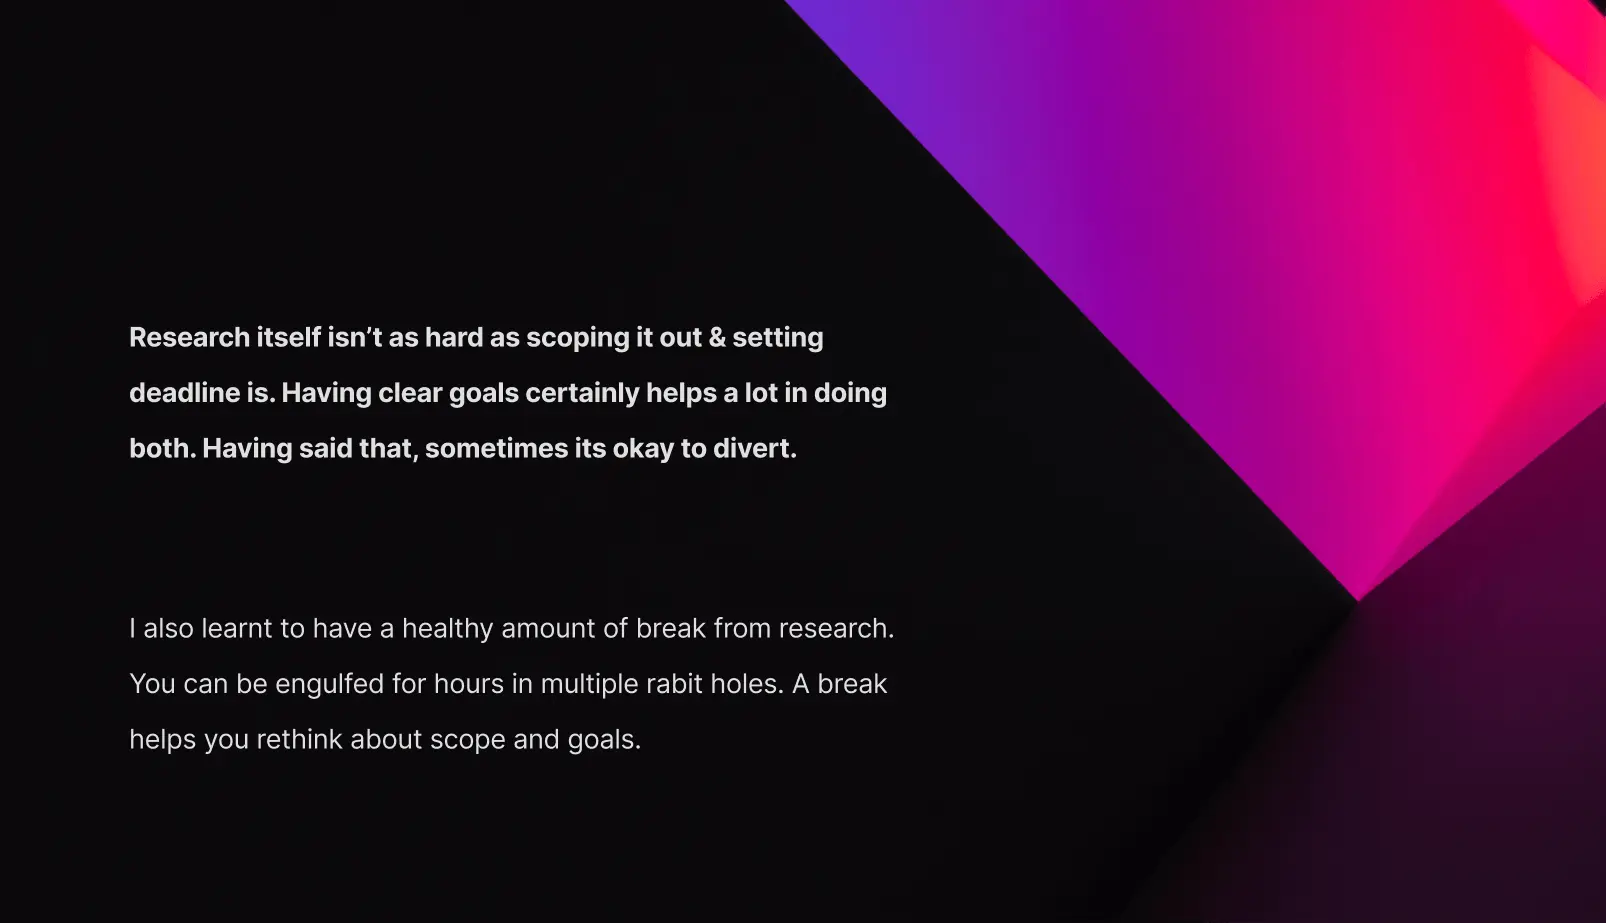 Research itself isn’t as hard as scoping it out & setting
deadline is. Having clear goals certainly helps a lot in doing
both. Having said that, sometimes its okay to divert.
I also learnt to have a healthy amount of break from research.
You can be engulfed for hours in multiple rabit holes. A break
helps you rethink about scope and goals.